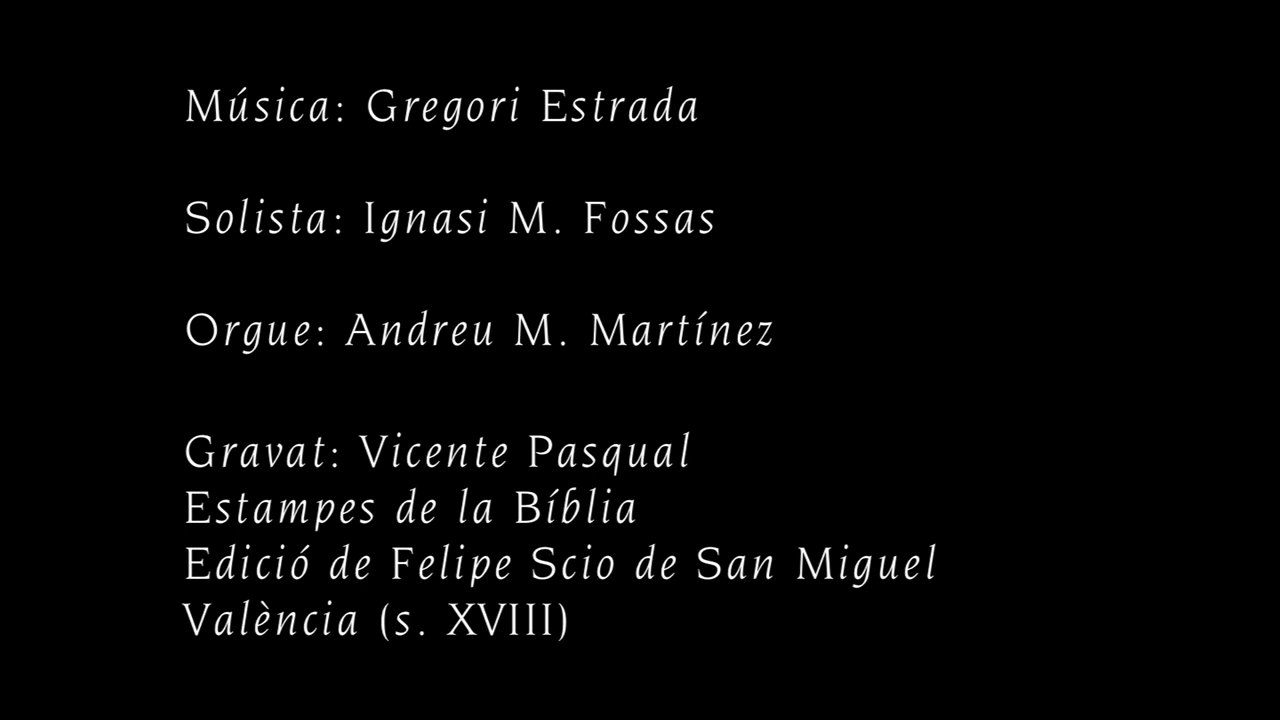 Música: Gregori Estrada
Solista: Ignasi M. Fossas
Orgue: Andreu M. Martínez
Gravat: Vicente Pasqual
Estampes de la Bíblia
Edició de Felipe Scio de San Miguel
València (s. XVIII)